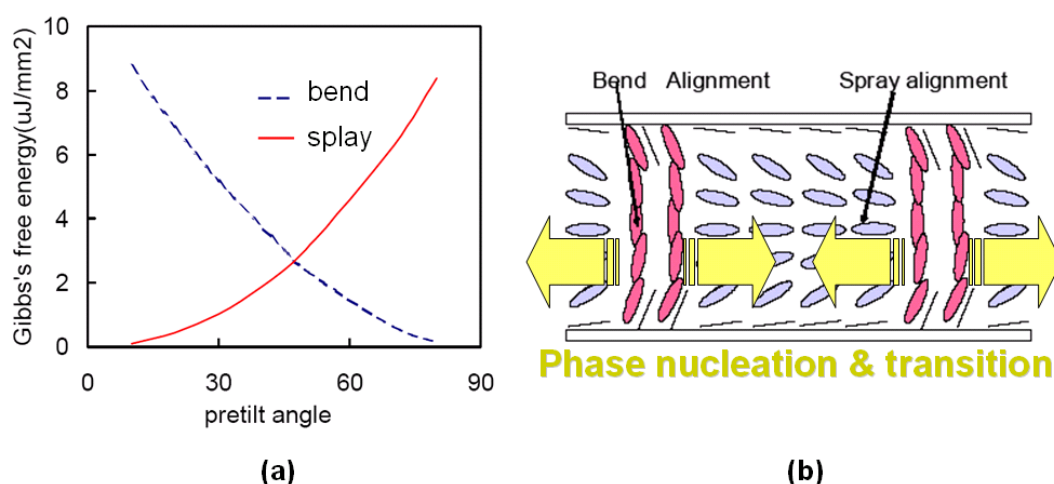 10
8
6
4
2
0
Gibbs's free energy(uJ/mm2)
bend
splay
0
30
60
90
pretilt angle
(a)
Bend Alignment
Spray alignment
Phase nucleation & transition
(b)